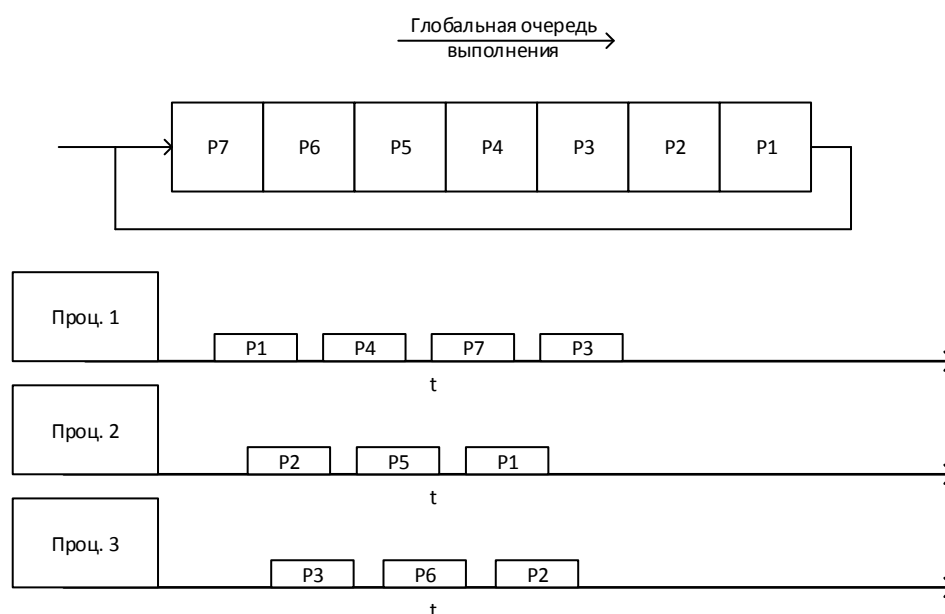 Глобальная очередь
выполнения
P7 P6 P5 P4 P3 P2 P1
Проц. 1
P1 P4 P7 P3
t
Проц. 2
P2 P5 P1
t
Проц. 3
P3 P6 P2
t